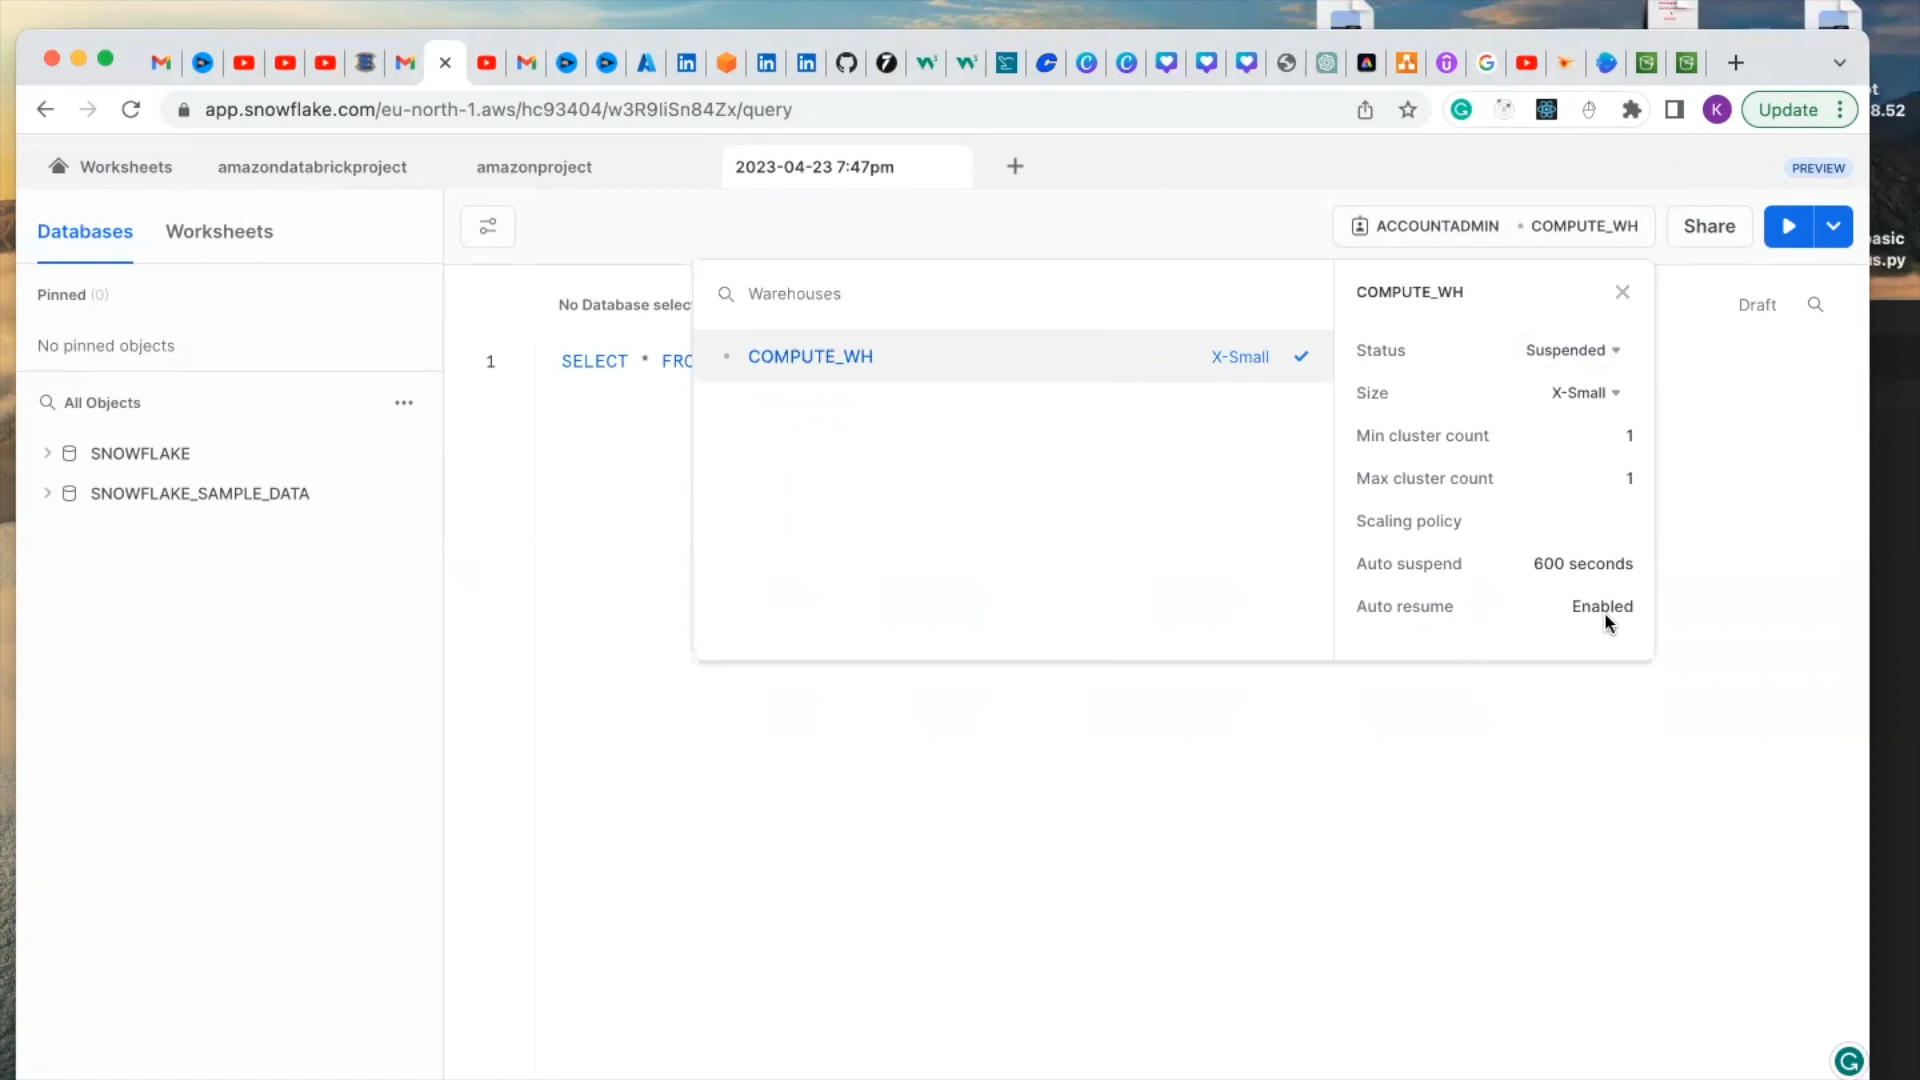 app.snowflake.com/eu-north-1.aws/hc93404/w3R9IiSn84Zx/query
K
Update
8.52
Worksheets
amazondatabrickproject
amazonproject
2023-04-23 7:47pm
PREVIEW
Databases
Worksheets
ACCOUNTADMIN
COMPUTE_WH
Share
Pinned (0)
No Database selec
Warehouses
COMPUTE_WH
Draft
No pinned objects
1
SELECT * FRO
COMPUTE_WH
X-Small
Status
Suspended
Size
X-Small
All Objects
Min cluster count
1
SNOWFLAKE
Max cluster count
1
SNOWFLAKE_SAMPLE_DATA
Scaling policy
Auto suspend
600 seconds
Auto resume
Enabled